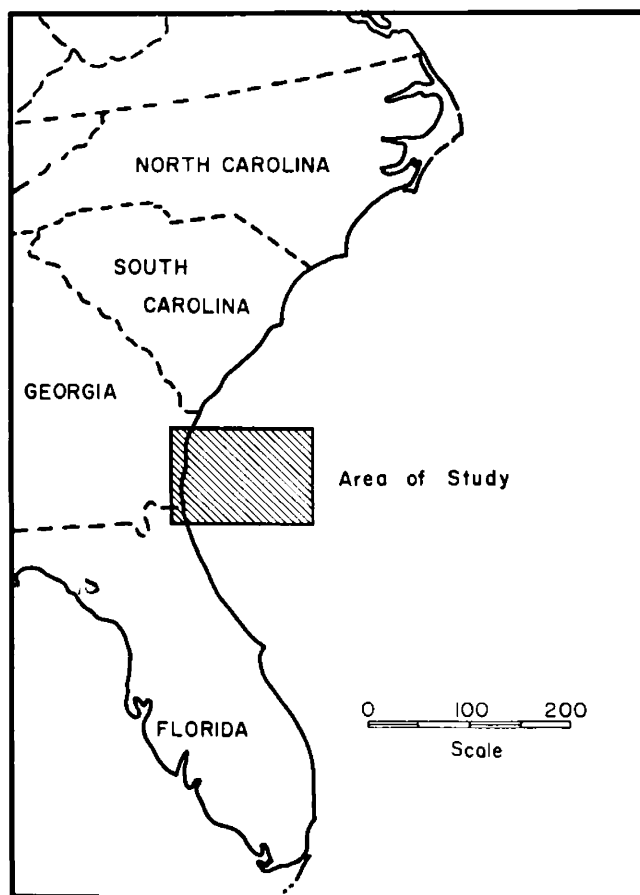 NORTH CAROLINA
SOUTH
CAROLINA
GEORGIA
Area of Study
FLORIDA
0 100 200
Scale